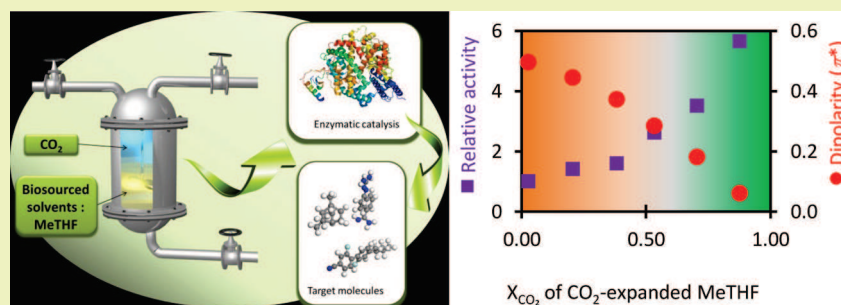 CO₂
Biosourced
solvents :
MeTHF
Enzymatic catalysis
Target molecules
Relative activity
6
4
2
0
0.00
0.50
1.00
0.6
0.4
0.2
0.0
Dipolarity (π*)
X_CO₂ of CO₂-expanded MeTHF